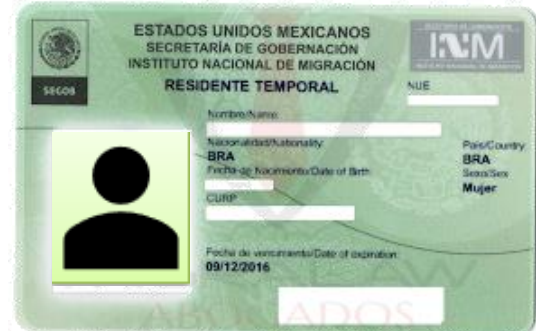 ESTADOS UNIDOS MEXICANOS
SECRETARÍA DE GOBERNACIÓN
INSTITUTO NACIONAL DE MIGRACIÓN
INM
SEGOB
RESIDENTE TEMPORAL
NUE
Nombre/Name
Nacionalidad/Nationality
País/Country
BRA
BRA
Fecha de Nacimiento/Date of Birth
Sexo/Sex
Mujer
CURP
Fecha de vencimiento/Date of expiration
09/12/2016
ABOGADOS